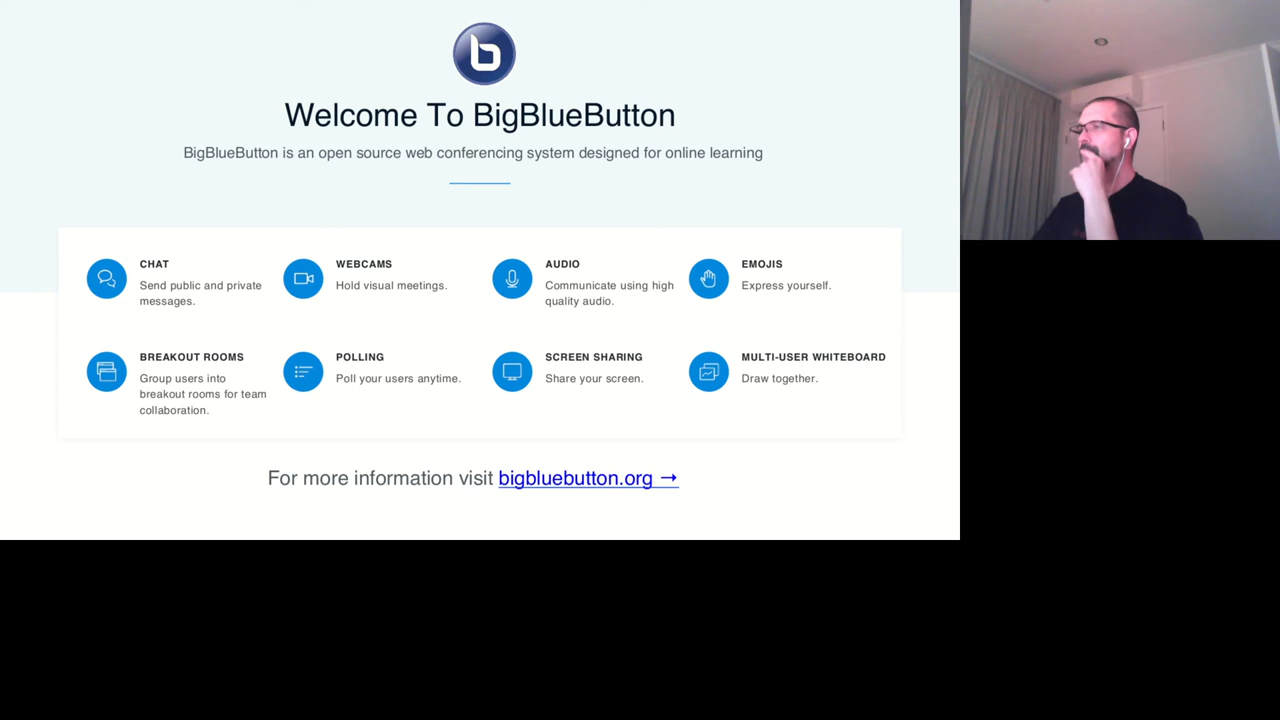 Welcome To BigBlueButton
BigBlueButton is an open source web conferencing system designed for online learning
CHAT
Send public and private
messages.
WEBCAMS
Hold visual meetings.
AUDIO
Communicate using high
quality audio.
EMOJIS
Express yourself.
BREAKOUT ROOMS
Group users into
breakout rooms for team
collaboration.
POLLING
Poll your users anytime.
SCREEN SHARING
Share your screen.
MULTI-USER WHITEBOARD
Draw together.
For more information visit bigbluebutton.org →